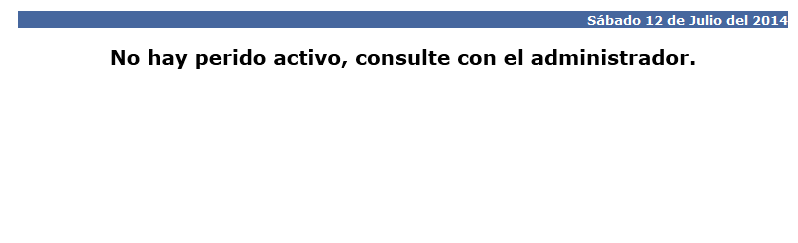 Sábado 12 de Julio del 2014
No hay perido activo, consulte con el administrador.